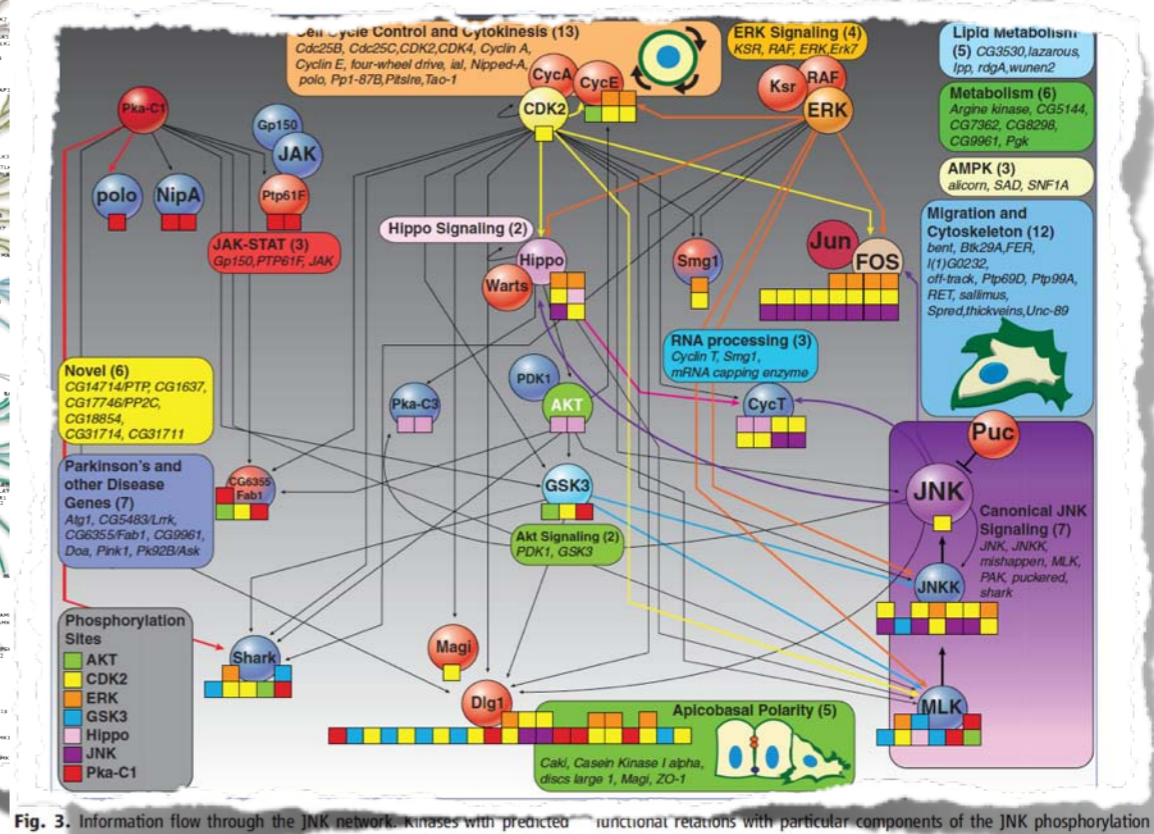 Cell Cycle Control and Cytokinesis (13)
Cdc25B, Cdc25C,CDK2,CDK4, Cyclin A,
Cyclin E, four-wheel drive, ial, Nipped-A,
polo, Pp1-87B,Pitslre,Tao-1
CycA
CycE
CDK2
ERK Signaling (4)
KSR, RAF, ERK,Erk7
Ksr
RAF
ERK
Lipid Metabolism
(5) CG3530,lazarous,
lpp, rdgA,wunen2
Metabolism (6)
Argine kinase, CG5144,
CG7362, CG8298,
CG9961, Pgk
AMPK (3)
alicorn, SAD, SNF1A
Migration and
Cytoskeleton (12)
bent, Btk29A,FER,
l(1)G0232,
off-track, Ptp69D, Ptp99A,
RET, sallimus,
Spred,thickveins,Unc-89
Pka-C1
Gp150
JAK
polo
NipA
Ptp61F
JAK-STAT (3)
Gp150,PTP61F, JAK
Hippo Signaling (2)
Hippo
Warts
Smg1
Jun
FOS
RNA processing (3)
Cyclin T, Smg1,
mRNA capping enzyme
Novel (6)
CG14714/PTP, CG1637,
CG17746/PP2C,
CG18854,
CG31714, CG31711
PDK1
Pka-C3
AKT
CycT
Puc
Parkinson's and
other Disease
Genes (7)
Atg1, CG5483/Lrrk,
CG6355/Fab1, CG9961,
Doa, Pink1, Pk92B/Ask
CG6355
Fab1
GSK3
JNK
Akt Signaling (2)
PDK1, GSK3
Canonical JNK
Signaling (7)
JNK, JNKK,
mishappen, MLK,
PAK, puckered,
shark
JNKK
Phosphorylation
Sites
AKT
CDK2
ERK
GSK3
Hippo
JNK
Pka-C1
Shark
Magi
Dlg1
MLK
Apicobasal Polarity (5)
Caki, Casein Kinase I alpha,
discs large 1, Magi, ZO-1
Fig. 3. Information flow through the JNK network. Kinases with predicted functional relations with particular components of the JNK phosphorylation